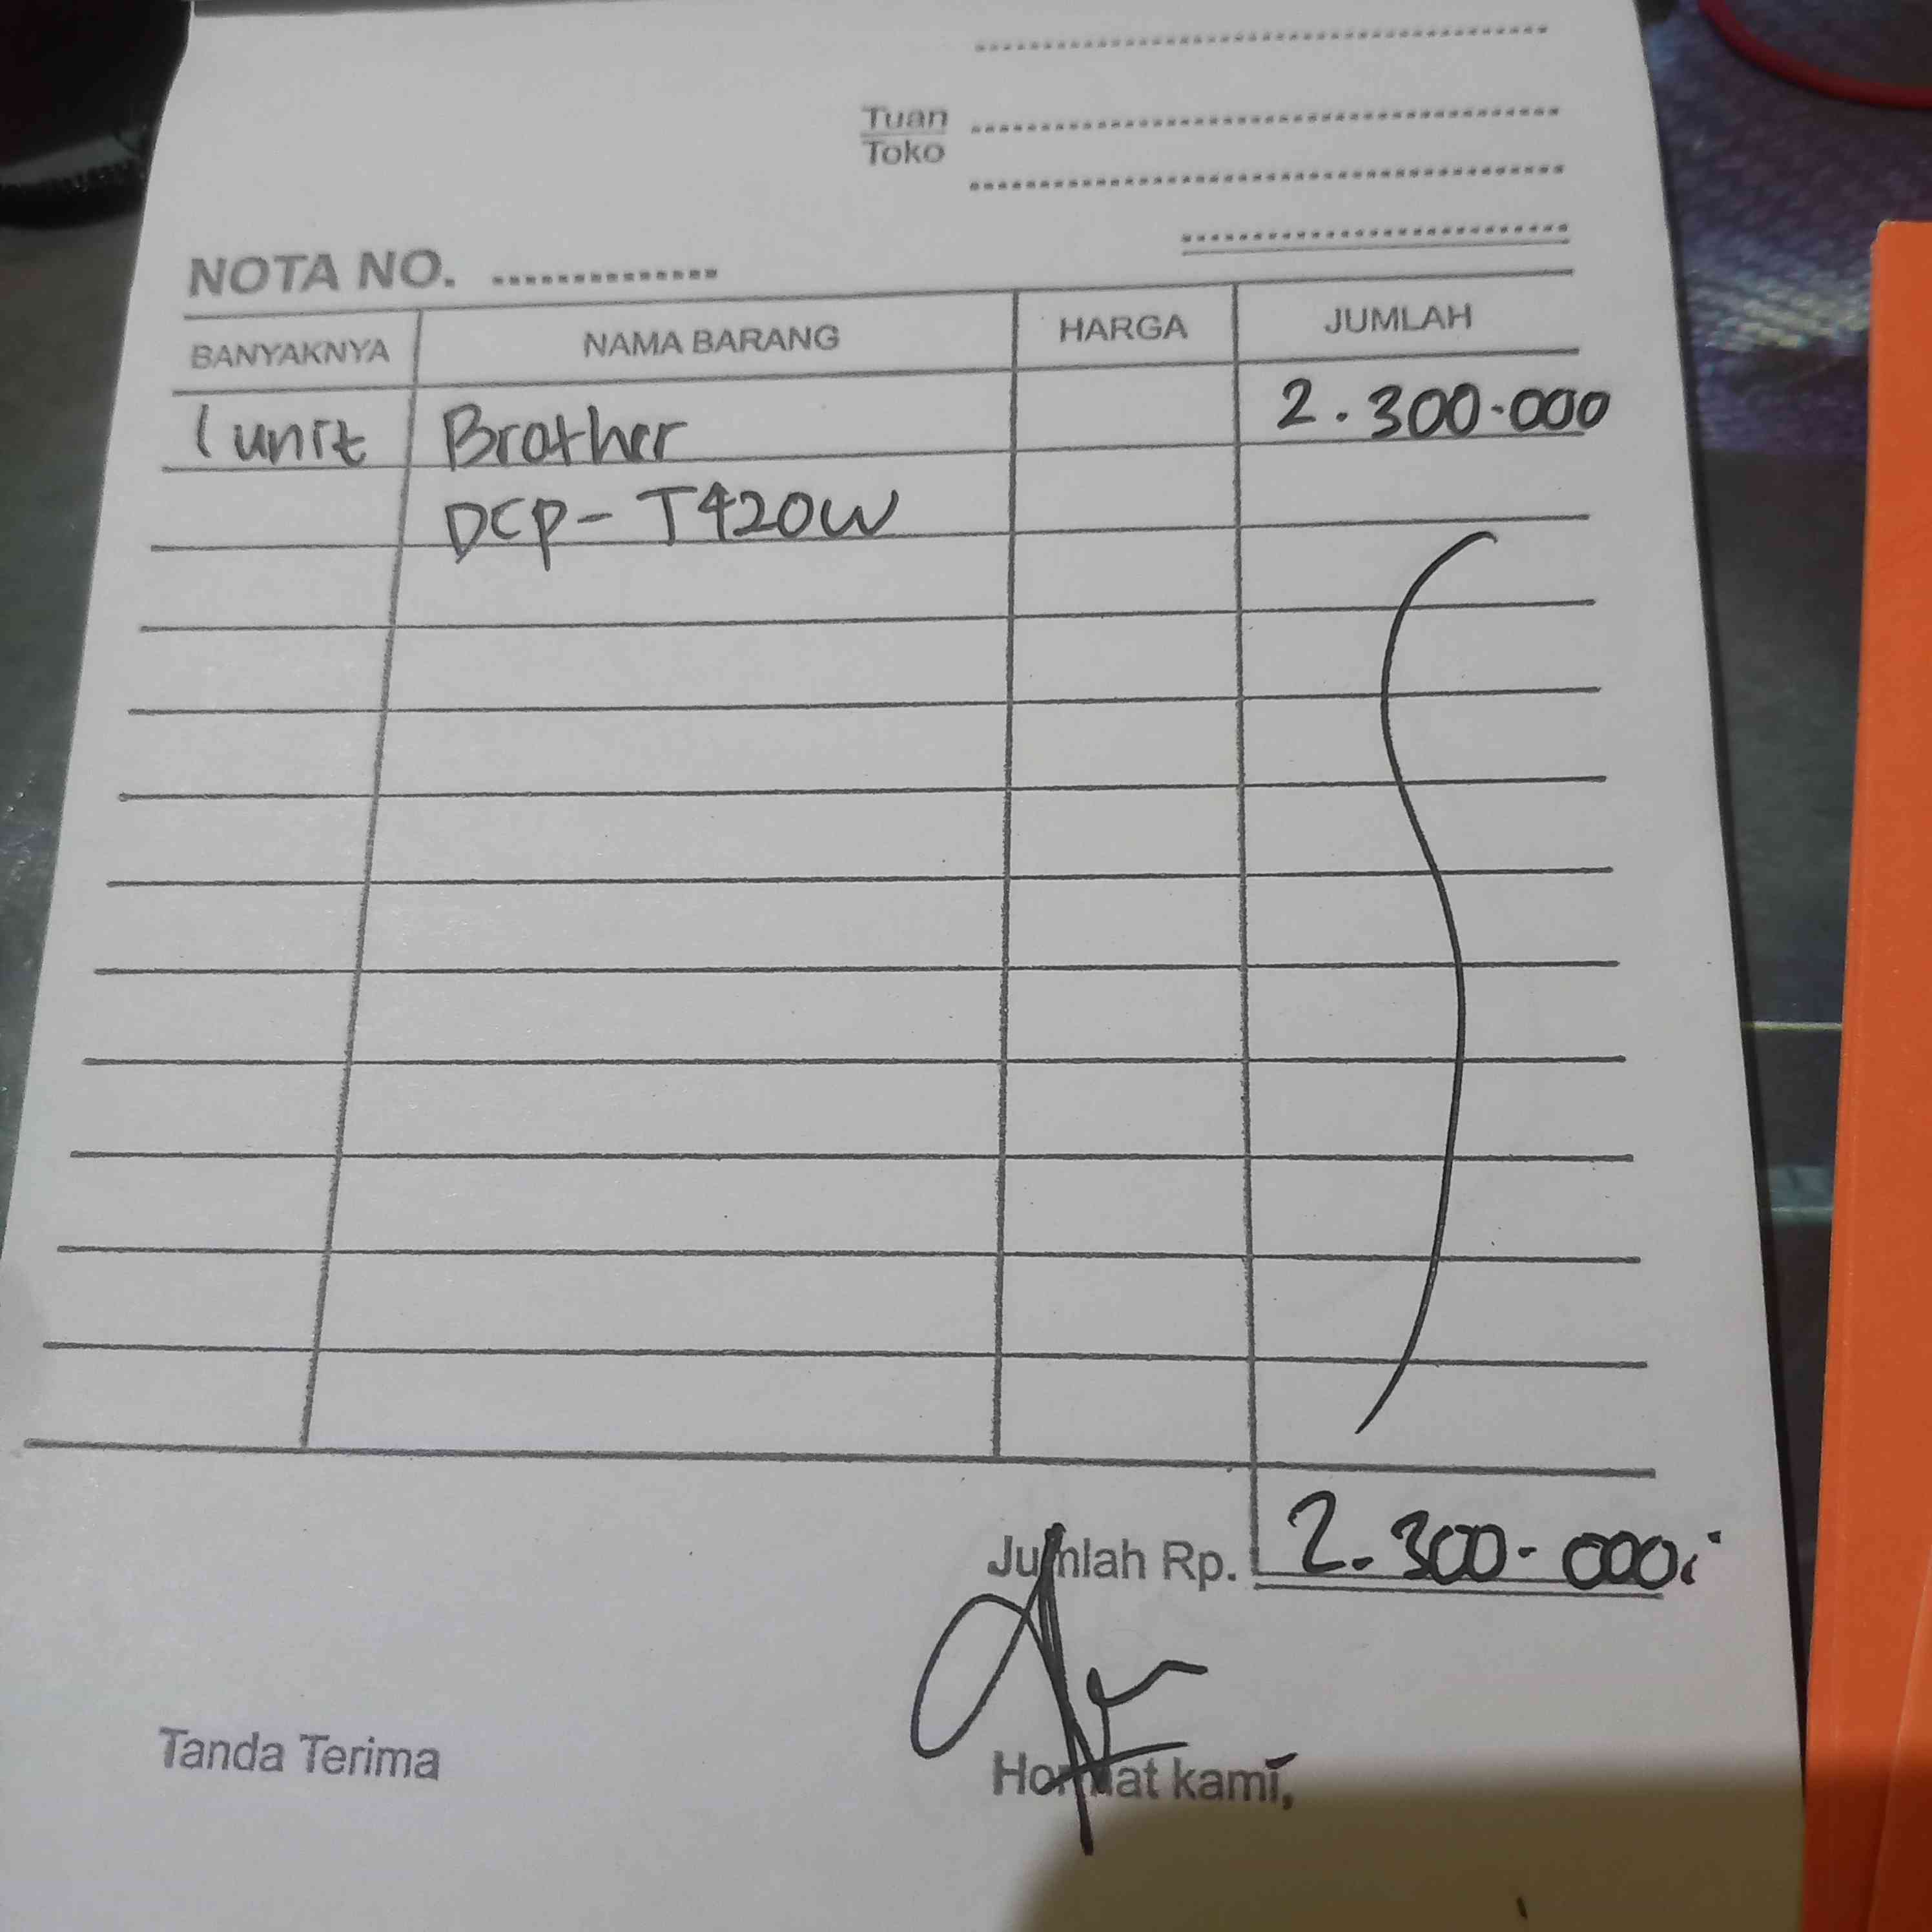 Tuan
Toko
NOTA NO.
BANYAKNYA NAMA BARANG HARGA JUMLAH
1 unit Brother 2.300.000
DCP-T420W
Jumlah Rp. 2.300.000
Tanda Terima Hormat kami,